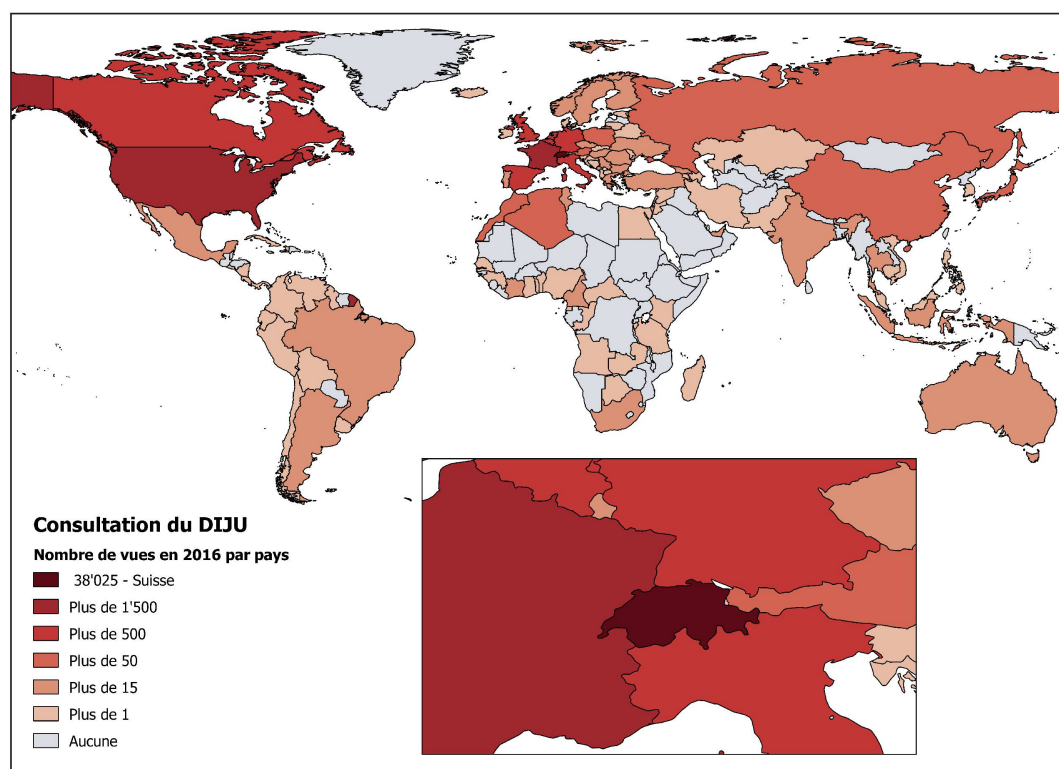 Consultation du DIJU
Nombre de vues en 2016 par pays
38'025 - Suisse
Plus de 1'500
Plus de 500
Plus de 50
Plus de 15
Plus de 1
Aucune